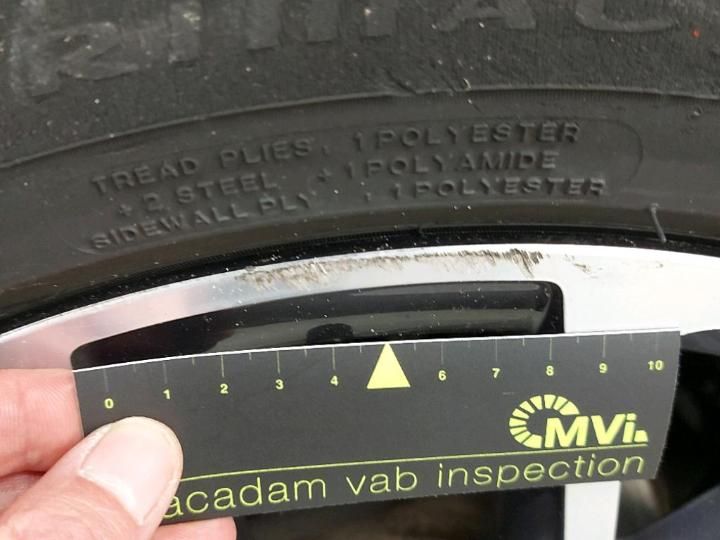 TREAD PLIES, 1 POLYESTER
+ 2 STEEL + 1 POLYAMIDE
SIDEWALL PLY, 1 POLYESTER
0 1 2 3 4 6 7 8 9 10
MVi.
acadam vab inspection